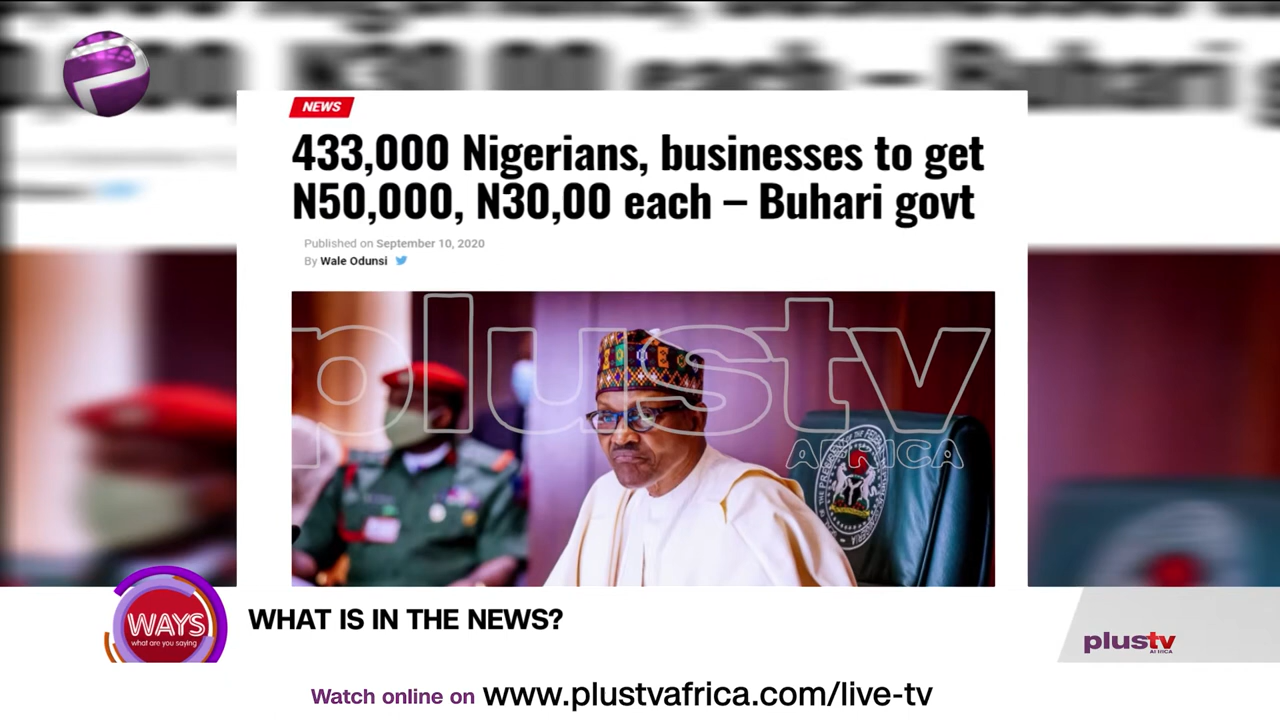 NEWS
433,000 Nigerians, businesses to get
N50,000, N30,00 each – Buhari govt
Published on September 10, 2020
By Wale Odunsi
plustv
AFRICA
WAYS
what are you saying
WHAT IS IN THE NEWS?
plustv
AFRICA
Watch online on www.plustvafrica.com/live-tv